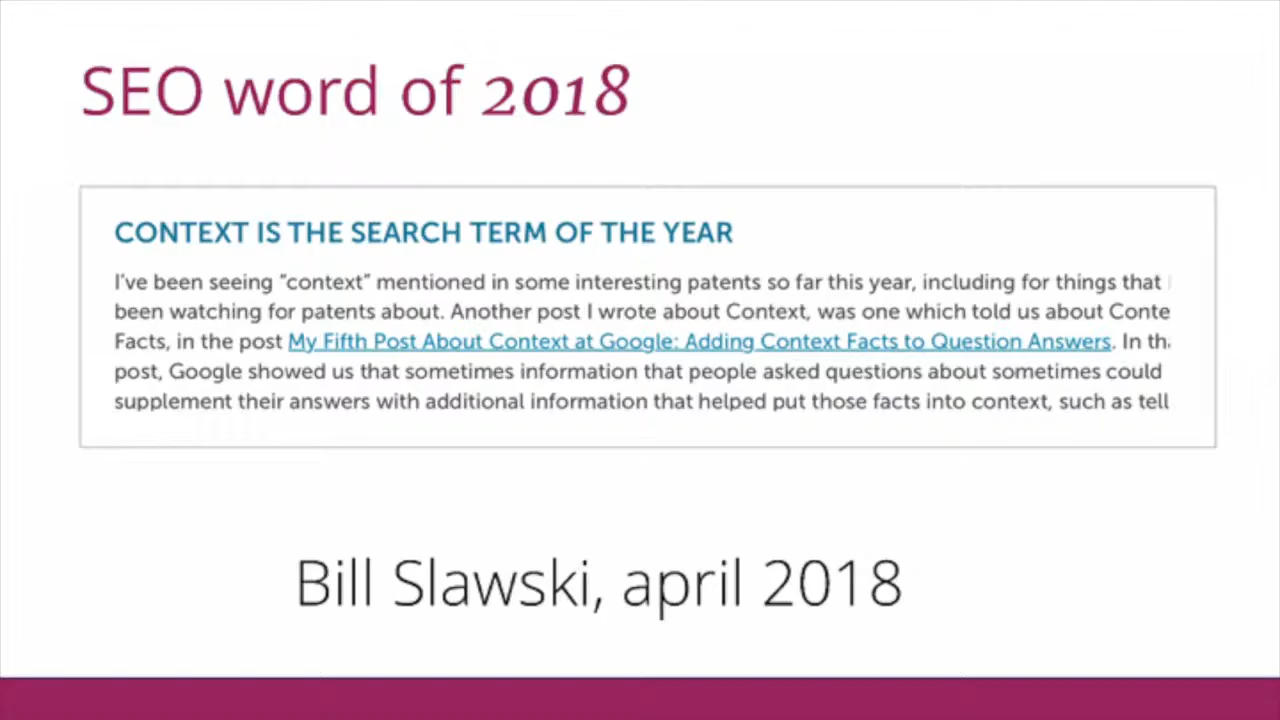 SEO word of 2018
CONTEXT IS THE SEARCH TERM OF THE YEAR
I've been seeing “context” mentioned in some interesting patents so far this year, including for things that
been watching for patents about. Another post I wrote about Context, was one which told us about Conte
Facts, in the post My Fifth Post About Context at Google: Adding Context Facts to Question Answers. In
post, Google showed us that sometimes information that people asked questions about sometimes could
supplement their answers with additional information that helped put those facts into context, such as tell
Bill Slawski, april 2018